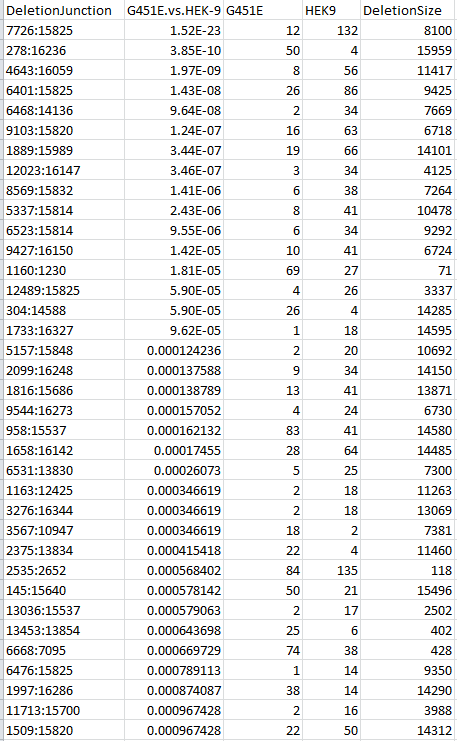 DeletionJunction G451E.vs.HEK-9 G451E HEK9 DeletionSize
7726:15825 1.52E-23 12 132 8100
278:16236 3.85E-10 50 4 15959
4643:16059 1.97E-09 8 56 11417
6401:15825 1.43E-08 26 86 9425
6468:14136 9.64E-08 2 34 7669
9103:15820 1.24E-07 16 63 6718
1889:15989 3.44E-07 19 66 14101
12023:16147 3.46E-07 3 34 4125
8569:15832 1.41E-06 6 38 7264
5337:15814 2.43E-06 8 41 10478
6523:15814 9.55E-06 6 34 9292
9427:16150 1.42E-05 10 41 6724
1160:1230 1.81E-05 69 27 71
12489:15825 5.90E-05 4 26 3337
304:14588 5.90E-05 26 4 14285
1733:16327 9.62E-05 1 18 14595
5157:15848 0.000124236 2 20 10692
2099:16248 0.000137588 9 34 14150
1816:15686 0.000138789 13 41 13871
9544:16273 0.000157052 4 24 6730
958:15537 0.000162132 83 41 14580
1658:16142 0.00017455 28 64 14485
6531:13830 0.00026073 5 25 7300
1163:12425 0.000346619 2 18 11263
3276:16344 0.000346619 2 18 13069
3567:10947 0.000346619 18 2 7381
2375:13834 0.000415418 22 4 11460
2535:2652 0.000568402 84 135 118
145:15640 0.000578142 50 21 15496
13036:15537 0.000579063 2 17 2502
13453:13854 0.000643698 25 6 402
6668:7095 0.000669729 74 38 428
6476:15825 0.000789113 1 14 9350
1997:16286 0.000874087 38 14 14290
11713:15700 0.000967428 2 16 3988
1509:15820 0.000967428 22 50 14312